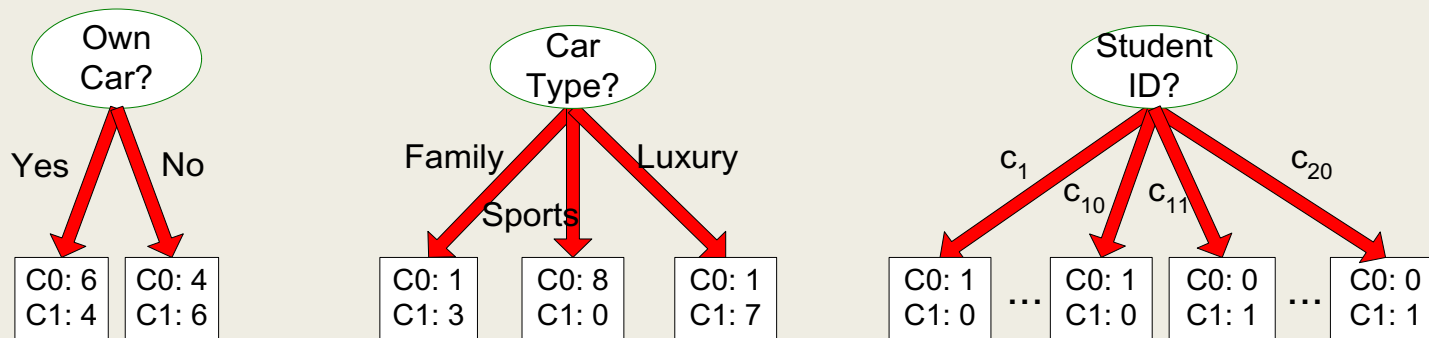 Own
Car?
Yes
No
C0: 6
C1: 4
C0: 4
C1: 6
Car
Type?
Family
Sports
Luxury
C0: 1
C1: 3
C0: 8
C1: 0
C0: 1
C1: 7
Student
ID?
c₁
c₁₀
c₁₁
c₂₀
C0: 1
C1: 0
...
C0: 1
C1: 0
C0: 0
C1: 1
...
C0: 0
C1: 1